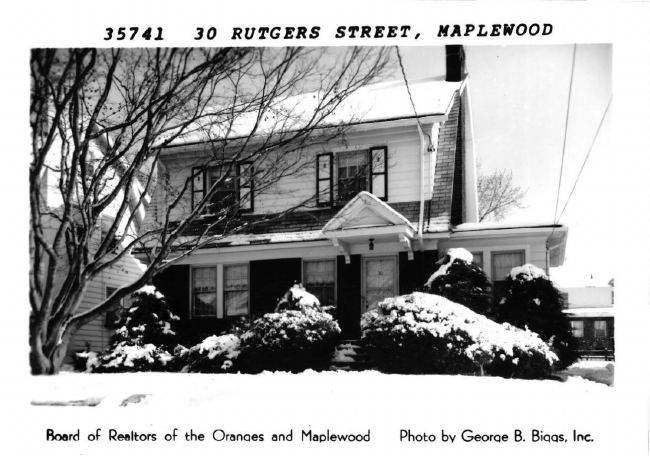 35741 30 RUTGERS STREET, MAPLEWOOD
Board of Realtors of the Oranges and Maplewood Photo by George B. Biggs, Inc.